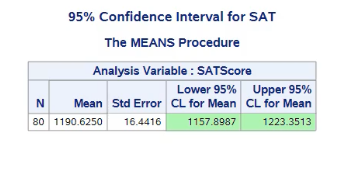 95% Confidence Interval for SAT
The MEANS Procedure
Analysis Variable : SATScore
N Mean Std Error Lower 95% CL for Mean Upper 95% CL for Mean
80 1190.6250 16.4416 1157.8987 1223.3513